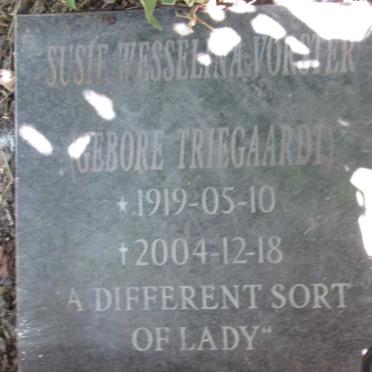 SUSIE WESSELINA VORSTER
(GEBORE TRIEGAARDT)
*1919-05-10
†2004-12-18
"A DIFFERENT SORT
OF LADY"